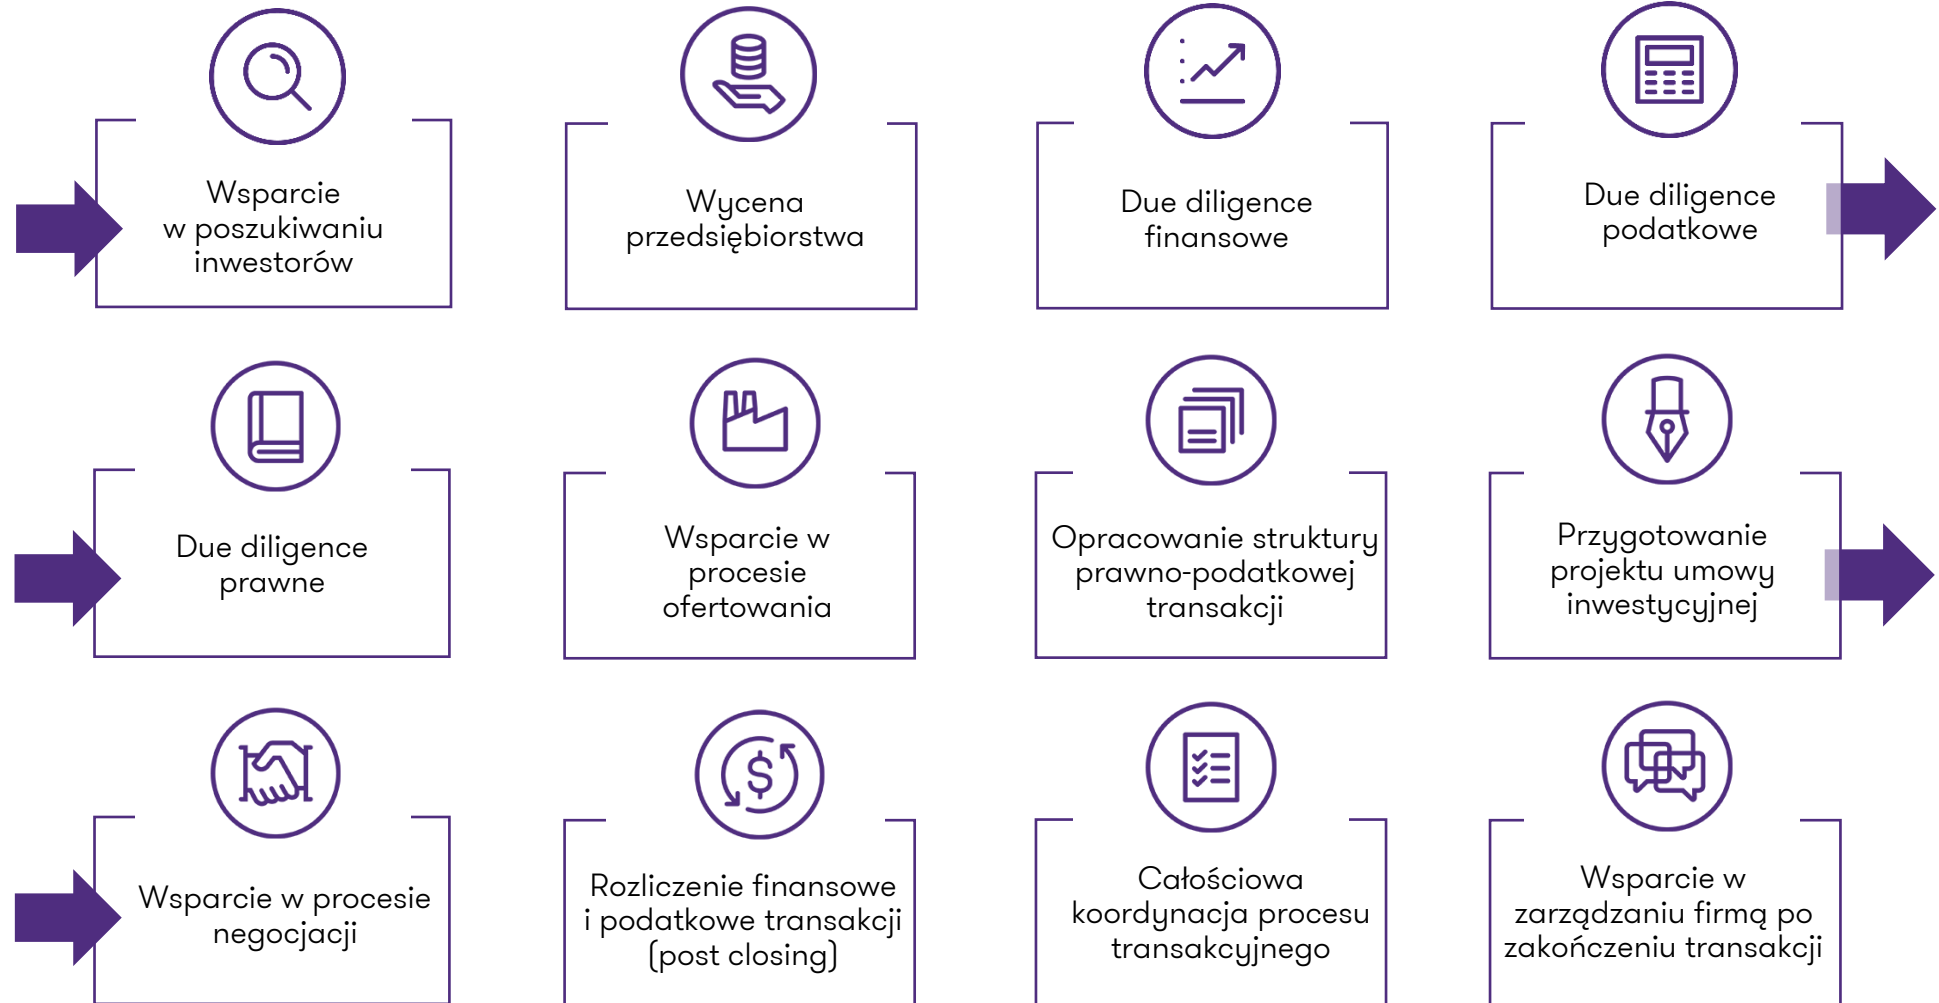 Wsparcie
w poszukiwaniu
inwestorów
Wycena
przedsiębiorstwa
Due diligence
finansowe
Due diligence
podatkowe
Due diligence
prawne
Wsparcie w
procesie
ofertowania
Opracowanie struktury
prawno-podatkowej
transakcji
Przygotowanie
projektu umowy
inwestycyjnej
Wsparcie w procesie
negocjacji
Rozliczenie finansowe
i podatkowe transakcji
(post closing)
Całościowa
koordynacja procesu
transakcyjnego
Wsparcie w
zarządzaniu firmą po
zakończeniu transakcji